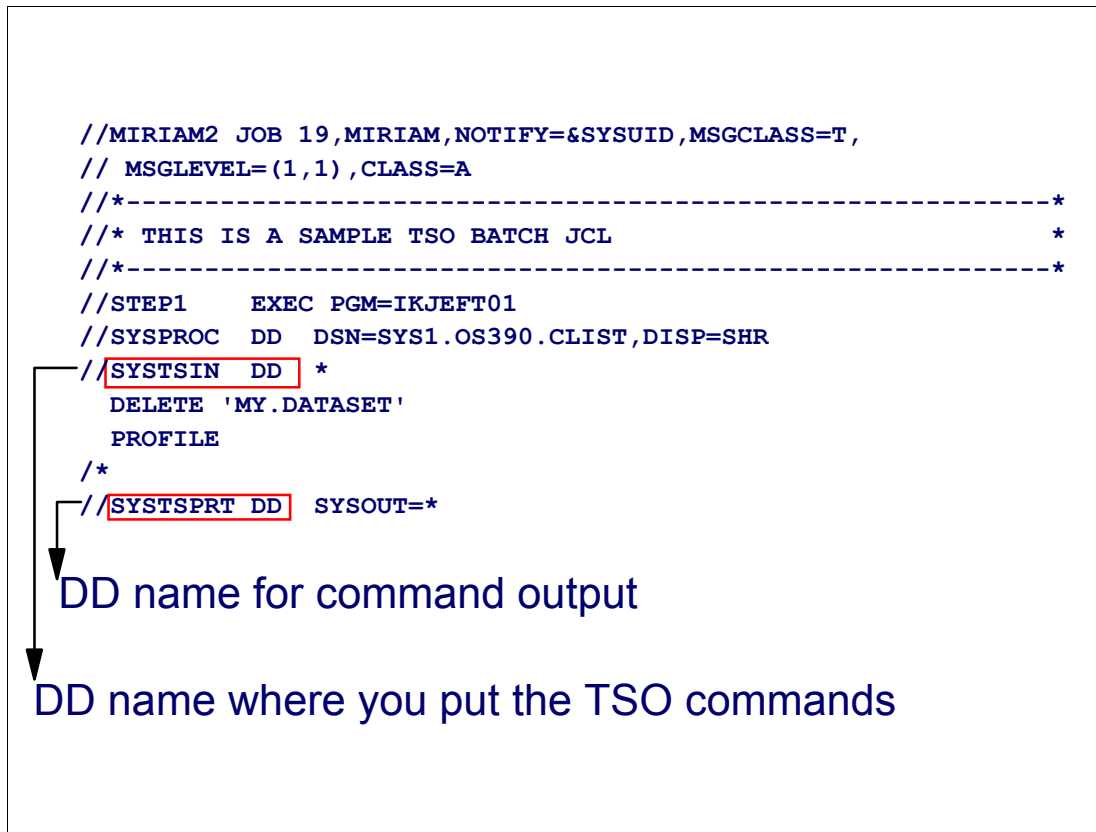 //MIRIAM2 JOB 19,MIRIAM,NOTIFY=&SYSUID,MSGCLASS=T,
// MSGLEVEL=(1,1),CLASS=A
//*-----------------------------------------------------------*
//* THIS IS A SAMPLE TSO BATCH JCL                            *
//*-----------------------------------------------------------*
//STEP1    EXEC PGM=IKJEFT01
//SYSPROC  DD  DSN=SYS1.OS390.CLIST,DISP=SHR
//SYSTSIN  DD  *
  DELETE 'MY.DATASET'
  PROFILE
/*
//SYSTSPRT DD  SYSOUT=*
DD name for command output
DD name where you put the TSO commands